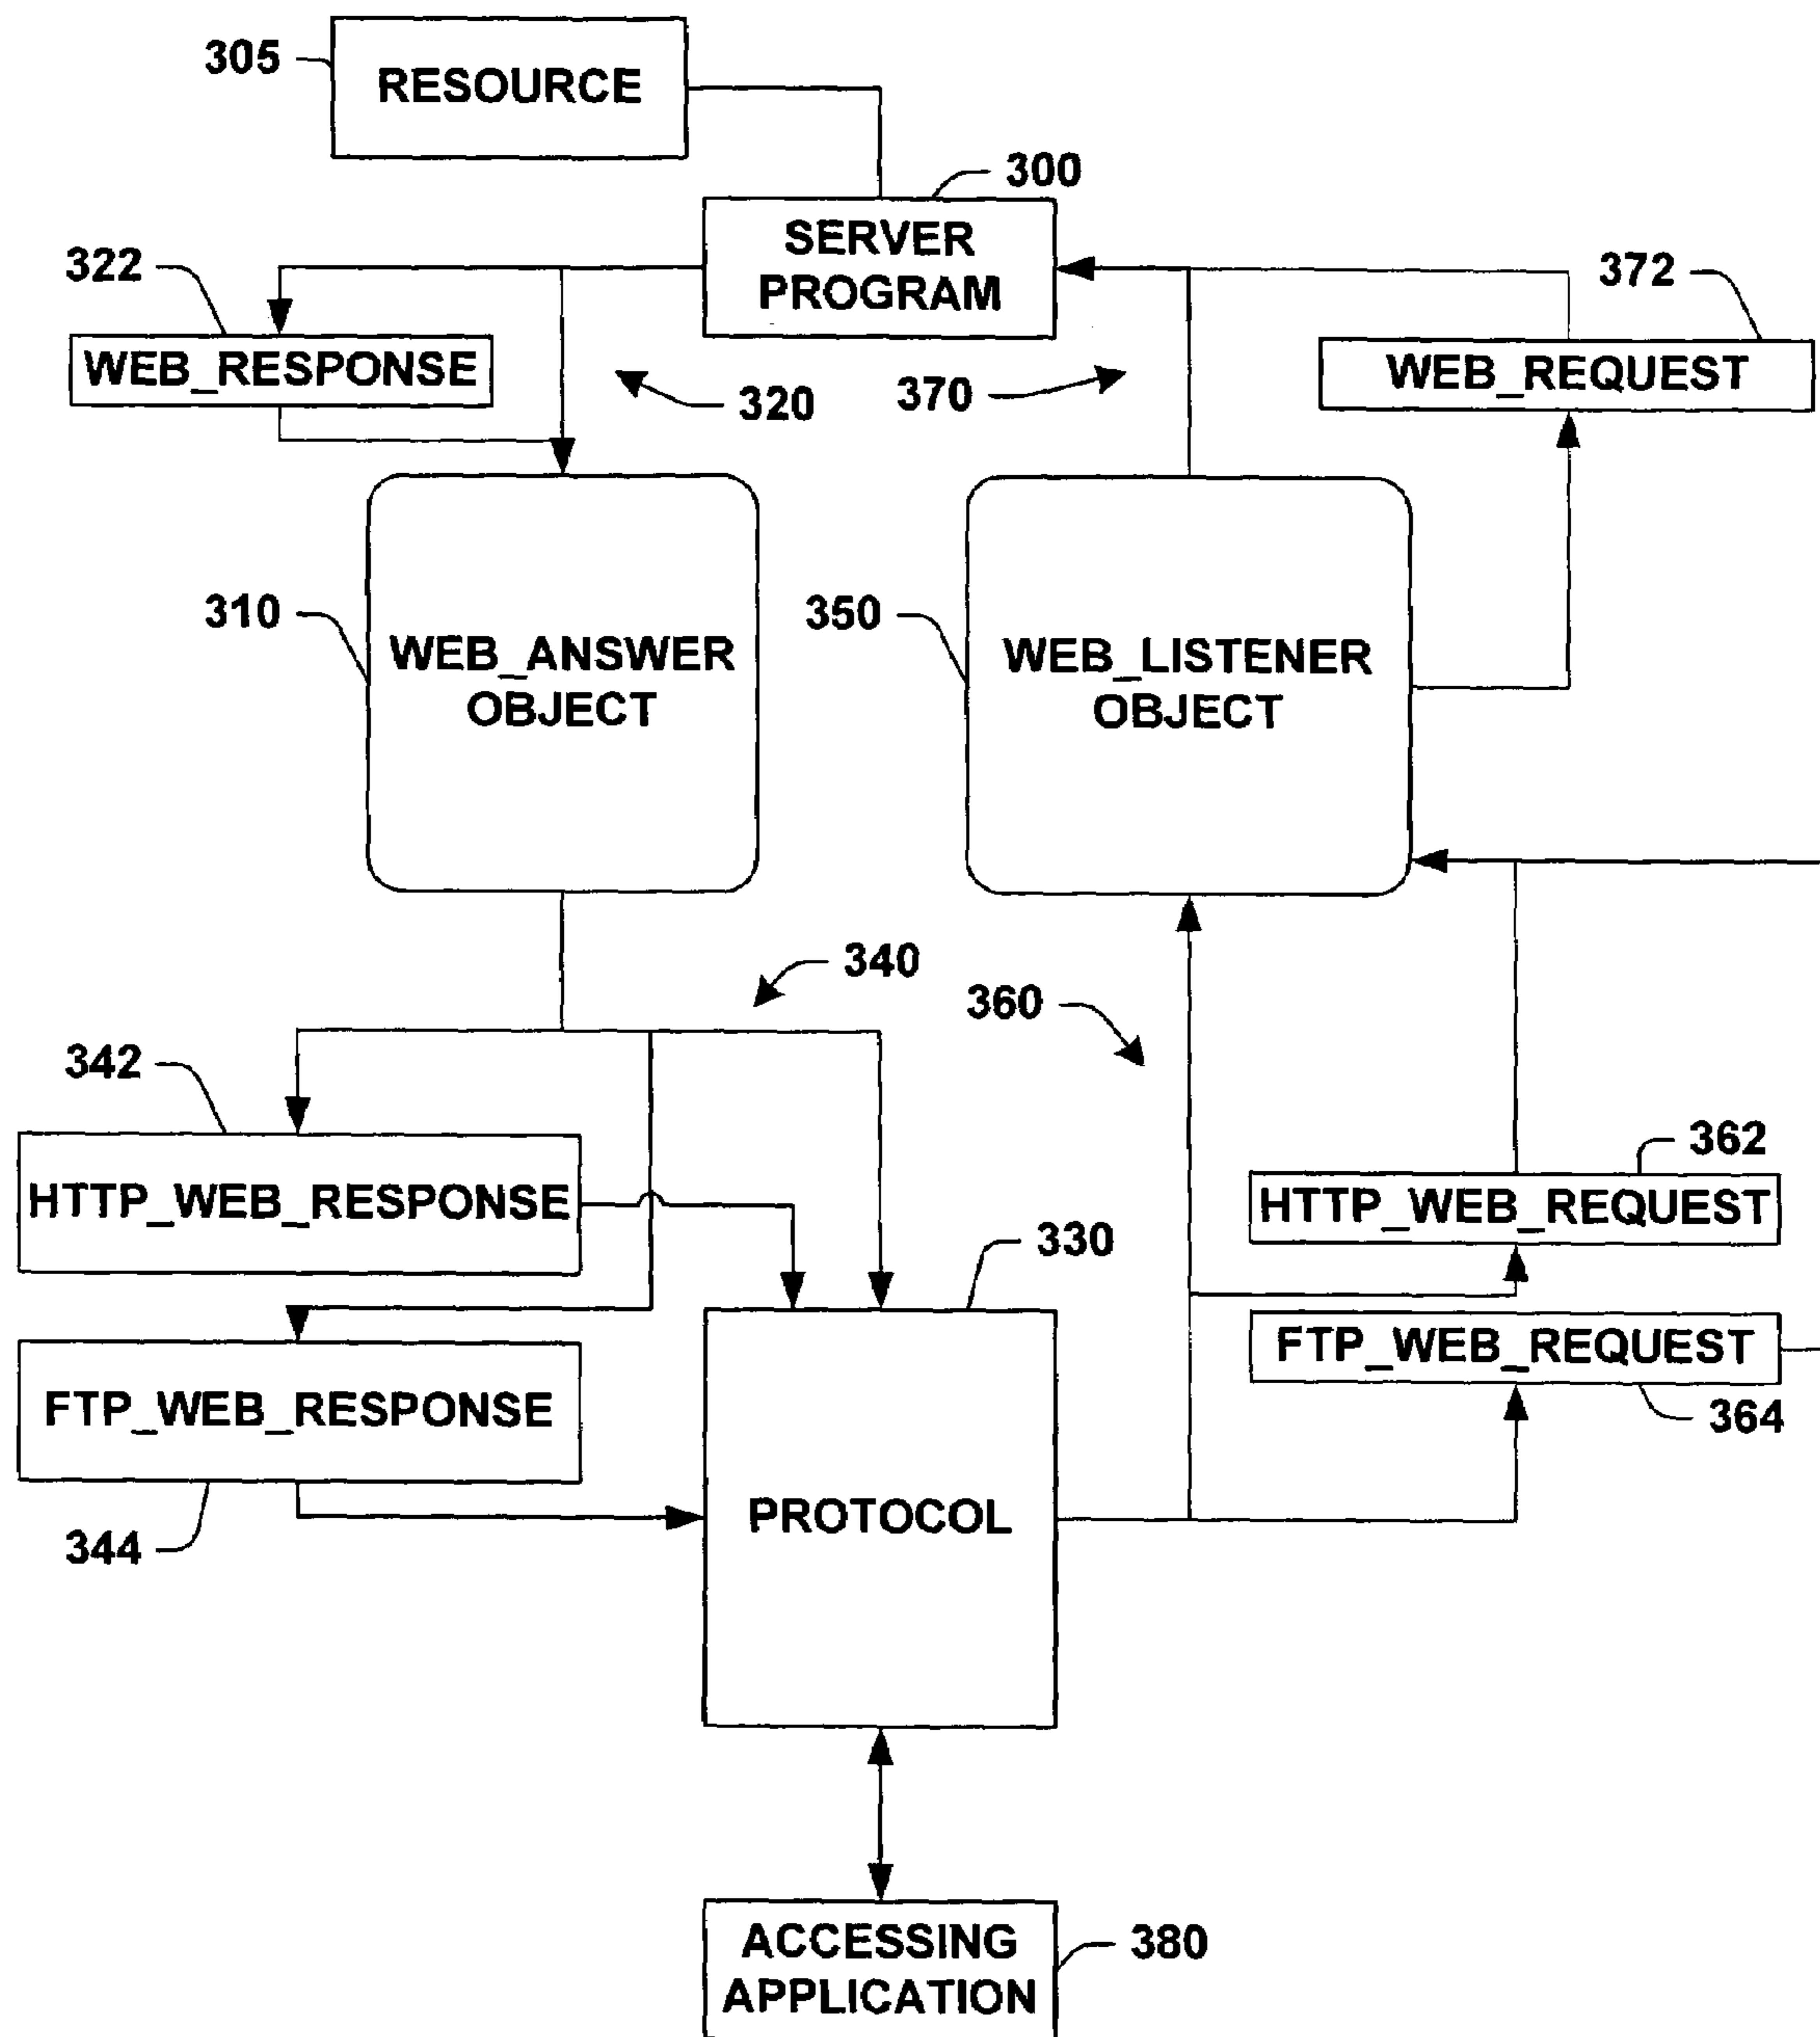 305
RESOURCE
300
SERVER
PROGRAM
322
372
WEB_RESPONSE
WEB_REQUEST
320
370
310
350
WEB_ANSWER
OBJECT
WEB_LISTENER
OBJECT
340
360
342
362
HTTP_WEB_RESPONSE
HTTP_WEB_REQUEST
330
FTP_WEB_REQUEST
FTP_WEB_RESPONSE
364
344
PROTOCOL
ACCESSING
APPLICATION
380